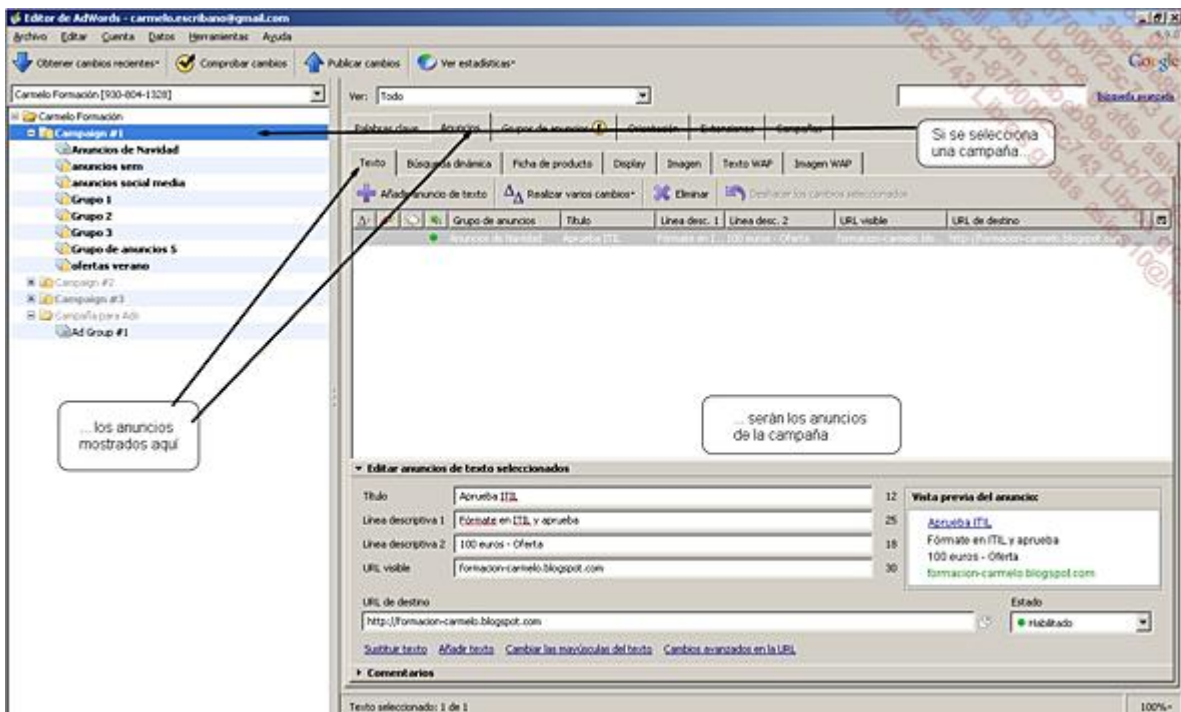 Editor de AdWords - carmelo.escribano@gmail.com
Archivo Editar Cuenta Datos Herramientas Ayuda
Obtener cambios recientes Comprobar cambios Publicar cambios Ver estadísticas
Google
Carmelo Formación [930-804-1328]
Ver: Todo
Búsqueda avanzada
Carmelo Formación
Campaign #1
Anuncios de Navidad
anuncios sem
anuncios social media
Grupo 1
Grupo 2
Grupo 3
Grupo de anuncios 5
ofertas verano
Campaign #2
Campaign #3
Campaña para Ads
Ad Group #1
Palabras clave Anuncios Grupos de anuncios Orientación Extensiones Campañas
Si se selecciona
una campaña...
Texto Búsqueda dinámica Ficha de producto Display Imagen Texto WAP Imagen WAP
Añadir anuncio de texto Realizar varios cambios Eliminar Deshacer los cambios seleccionados
Grupo de anuncios Título Línea desc. 1 Línea desc. 2 URL visible URL de destino
Anuncios de Navidad Aprueba ITIL Fórmate en I... 100 euros - Oferta
... los anuncios
mostrados aquí
... serán los anuncios
de la campaña
Editar anuncios de texto seleccionados
Título Aprueba ITIL 12
Línea descriptiva 1 Fórmate en ITIL y aprueba 25
Línea descriptiva 2 100 euros - Oferta 18
URL visible formacion-carmelo.blogspot.com 30
Vista previa del anuncio:
Aprueba ITIL
Fórmate en ITIL y aprueba
100 euros - Oferta
formacion-carmelo.blogspot.com
URL de destino
http://formacion-carmelo.blogspot.com
Estado
Habilitado
Sustituir texto Añadir texto Cambiar las mayúsculas del texto Cambios avanzados en la URL
Comentarios
Texto seleccionado: 1 de 1
100%